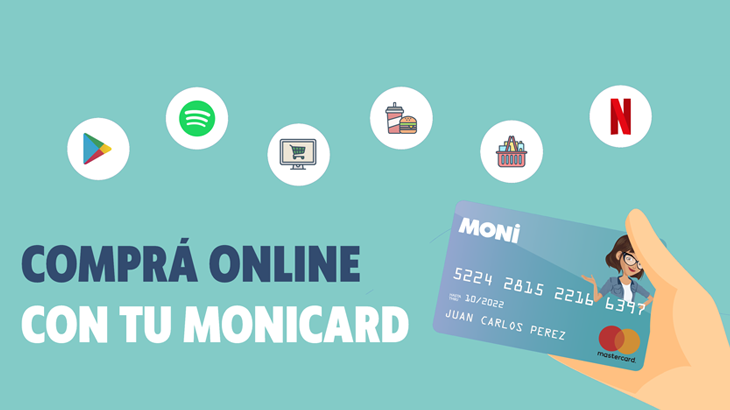 N
MONI
COMPRÁ ONLINE
CON TU MONICARD
5224 2815 2216 6397
10/2022
JUAN CARLOS PEREZ
mastercard.